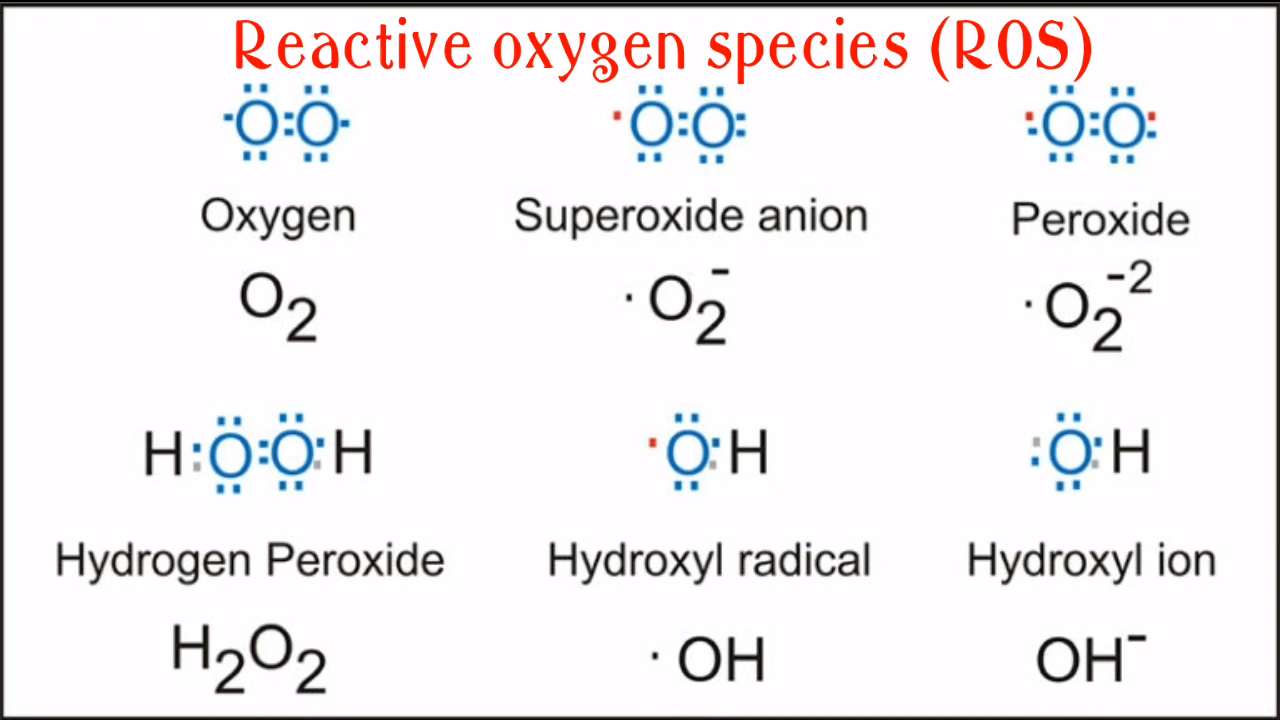 Reactive oxygen species (ROS)
·O:O· ·O:O: :O:O:
Oxygen Superoxide anion Peroxide
O₂ ·O₂⁻ ·O₂⁻²
H:O:O:H ·O:H :O:H
Hydrogen Peroxide Hydroxyl radical Hydroxyl ion
H₂O₂ ·OH OH⁻